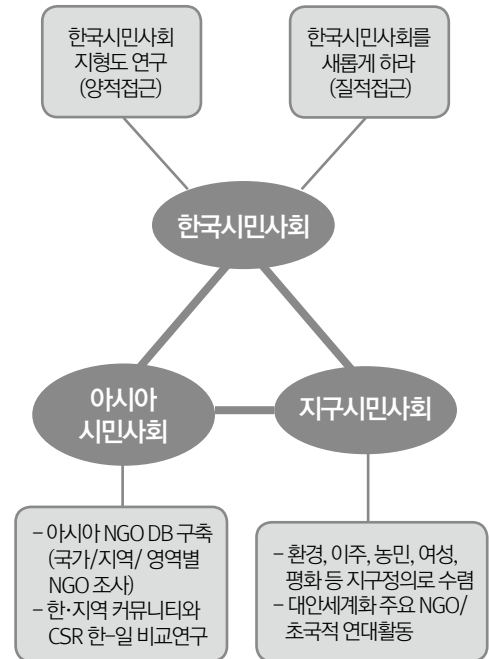 한국시민사회
지형도 연구
(양적접근)
한국시민사회를
새롭게 하라
(질적접근)
한국시민사회
아시아
시민사회
지구시민사회
– 아시아 NGO DB 구축
(국가/지역/ 영역별
NGO 조사)
– 한·지역 커뮤니티와
CSR 한-일 비교연구
– 환경, 이주, 농민, 여성,
평화 등 지구정의로 수렴
– 대안세계화 주요 NGO/
초국적 연대활동